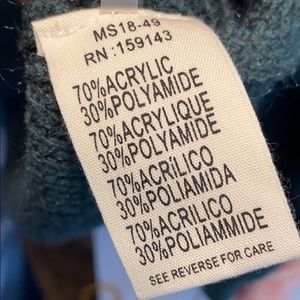 MS18-49
RN : 159143
70%ACRYLIC
30%POLYAMIDE
70%ACRYLIQUE
30%POLYAMIDE
70%ACRÍLICO
30%POLIAMIDA
70%ACRILICO
30%POLIAMMIDE
SEE REVERSE FOR CARE